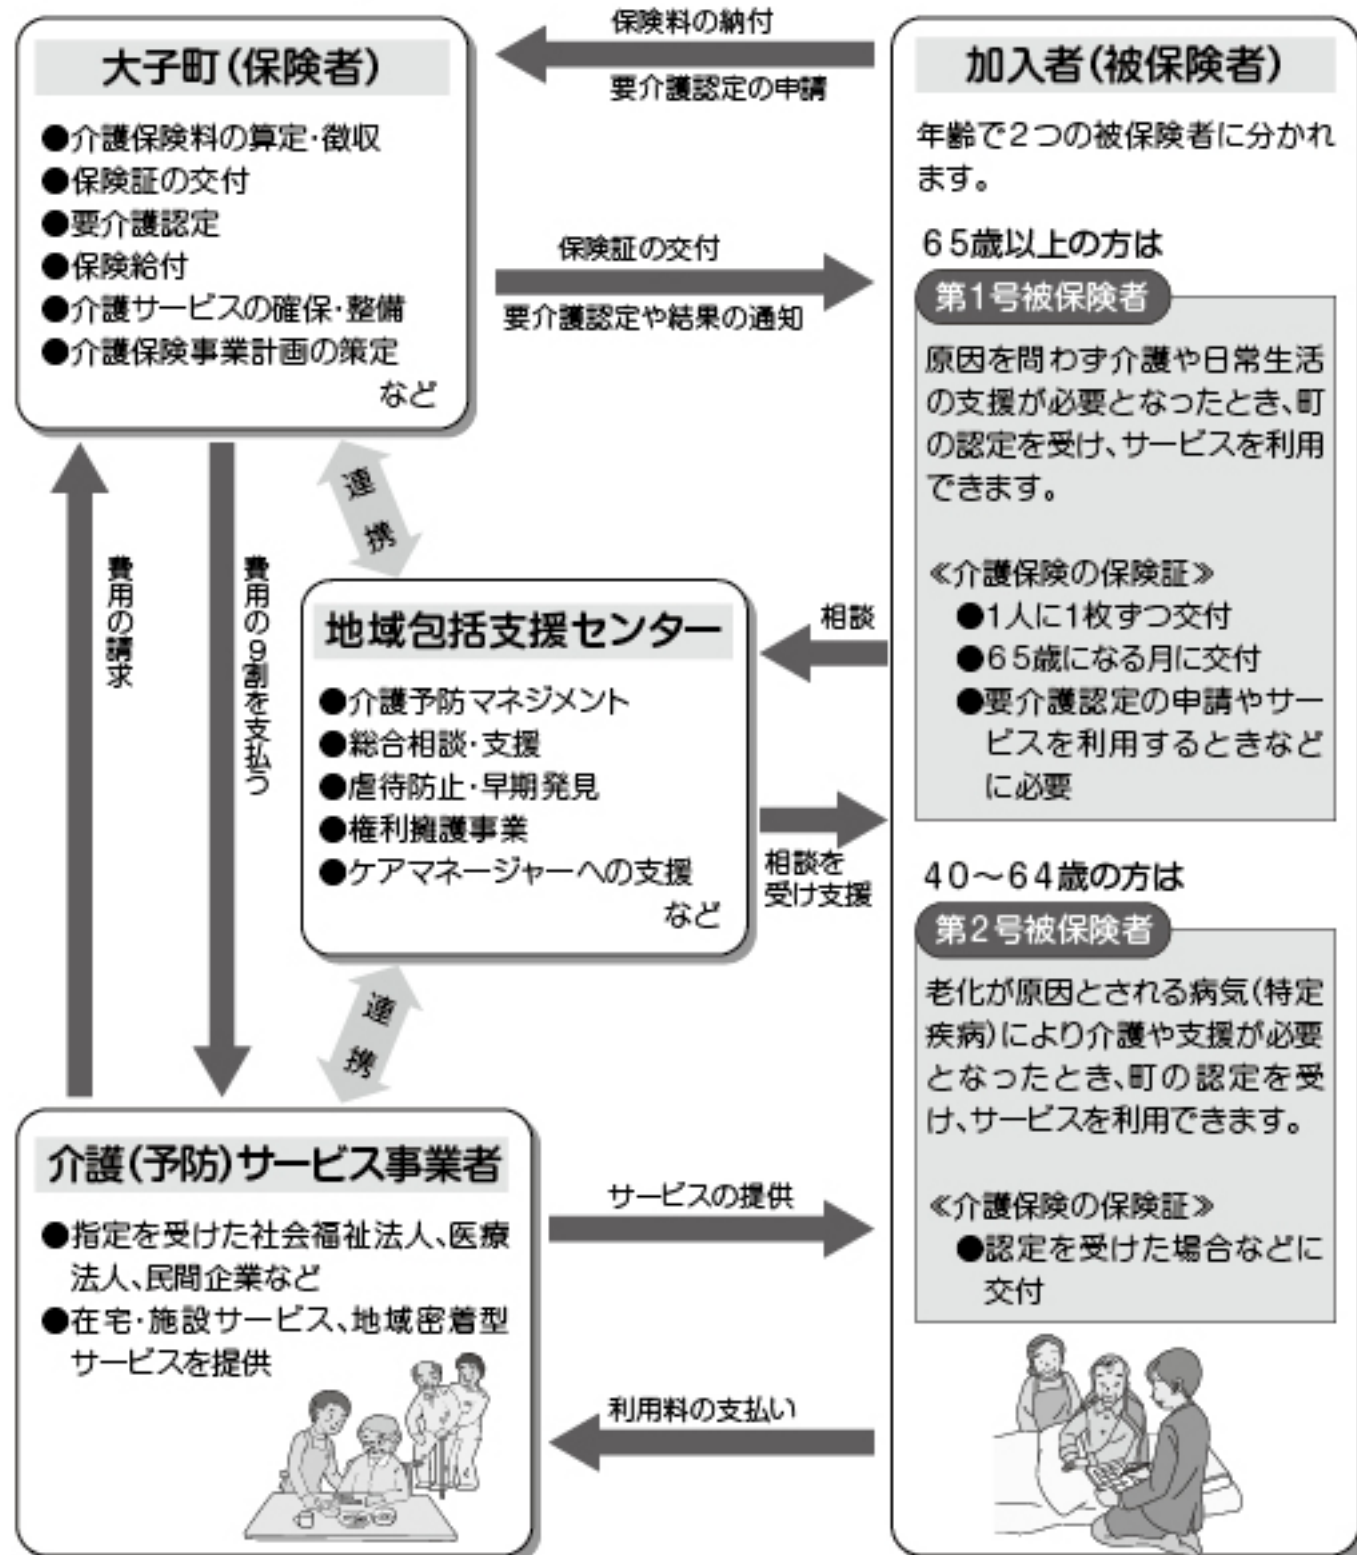 大子町(保険者)
●介護保険料の算定・徴収
●保険証の交付
●要介護認定
●保険給付
●介護サービスの確保・整備
●介護保険事業計画の策定
など
保険料の納付
要介護認定の申請
保険証の交付
要介護認定や結果の通知
加入者(被保険者)
年齢で2つの被保険者に分かれ
ます。
65歳以上の方は
第1号被保険者
原因を問わず介護や日常生活
の支援が必要となったとき、町
の認定を受け、サービスを利用
できます。
≪介護保険の保険証≫
●1人に1枚ずつ交付
●65歳になる月に交付
●要介護認定の申請やサー
ビスを利用するときなど
に必要
40～64歳の方は
第2号被保険者
老化が原因とされる病気(特定
疾病)により介護や支援が必要
となったとき、町の認定を受
け、サービスを利用できます。
≪介護保険の保険証≫
●認定を受けた場合などに
交付
費用の請求
費用の9割を支払う
連携
地域包括支援センター
●介護予防マネジメント
●総合相談・支援
●虐待防止・早期発見
●権利擁護事業
●ケアマネージャーへの支援
など
相談
相談を
受け支援
連携
介護(予防)サービス事業者
●指定を受けた社会福祉法人、医療
法人、民間企業など
●在宅・施設サービス、地域密着型
サービスを提供
サービスの提供
利用料の支払い